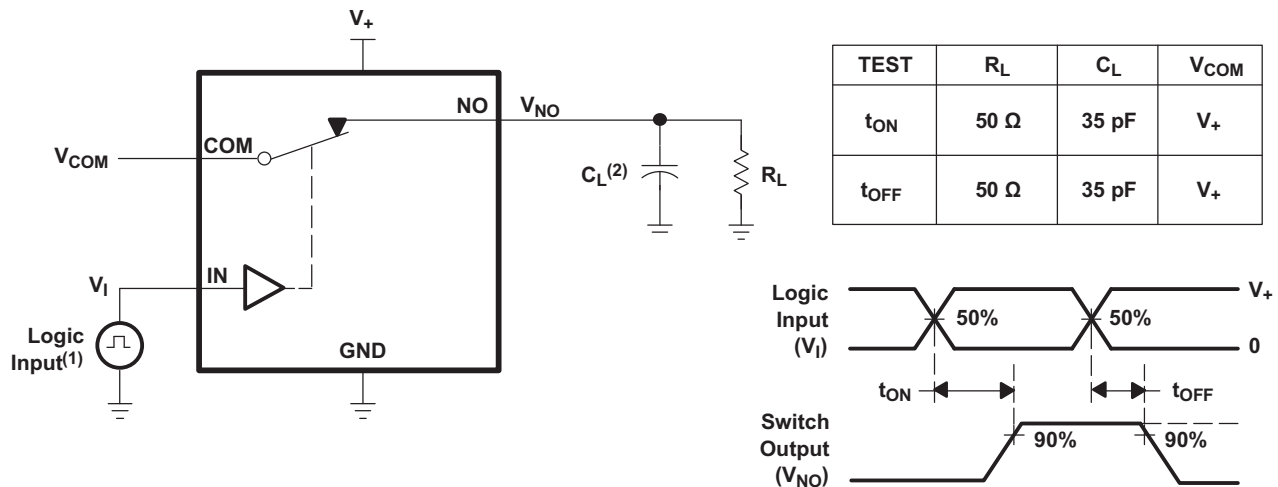 V+
NO
VNO
COM
VCOM
CL(2)
RL
IN
VI
Logic
Input(1)
GND
TEST RL CL VCOM
tON 50 Ω 35 pF V+
tOFF 50 Ω 35 pF V+
Logic
Input
(VI)
50%
50%
V+
0
tON
tOFF
Switch
Output
(VNO)
90%
90%